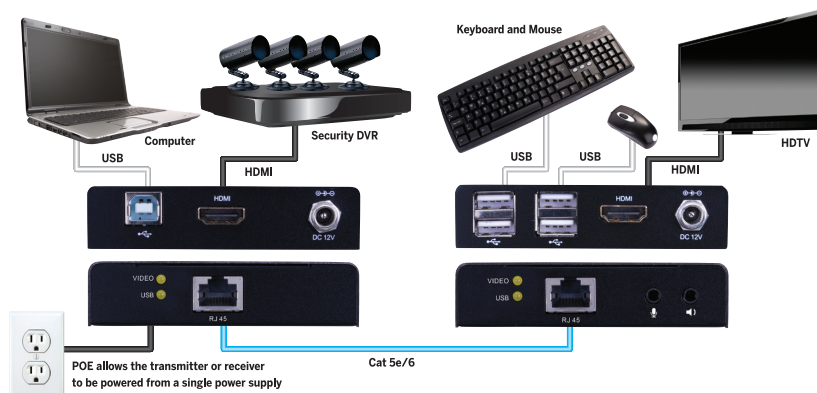 Keyboard and Mouse
Computer
Security DVR
HDTV
USB
HDMI
USB
USB
HDMI
HDMI
DC 12V
HDMI
DC 12V
VIDEO
USB
RJ 45
VIDEO
USB
RJ 45
POE allows the transmitter or receiver
to be powered from a single power supply
Cat 5e/6